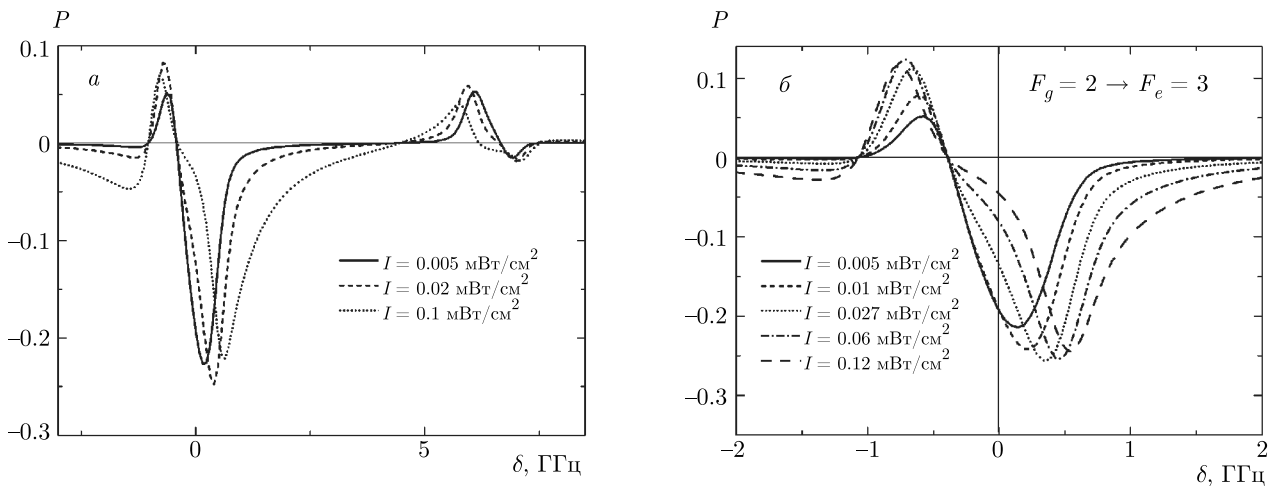 P
0.1
а
0
−0.1
I = 0.005 мВт/см²
I = 0.02 мВт/см²
I = 0.1 мВт/см²
−0.2
−0.3
0
5
δ, ГГц
P
0.1
б
F_g = 2 → F_e = 3
0
−0.1
I = 0.005 мВт/см²
I = 0.01 мВт/см²
I = 0.027 мВт/см²
I = 0.06 мВт/см²
I = 0.12 мВт/см²
−0.2
−0.3
−2
−1
0
1
2
δ, ГГц